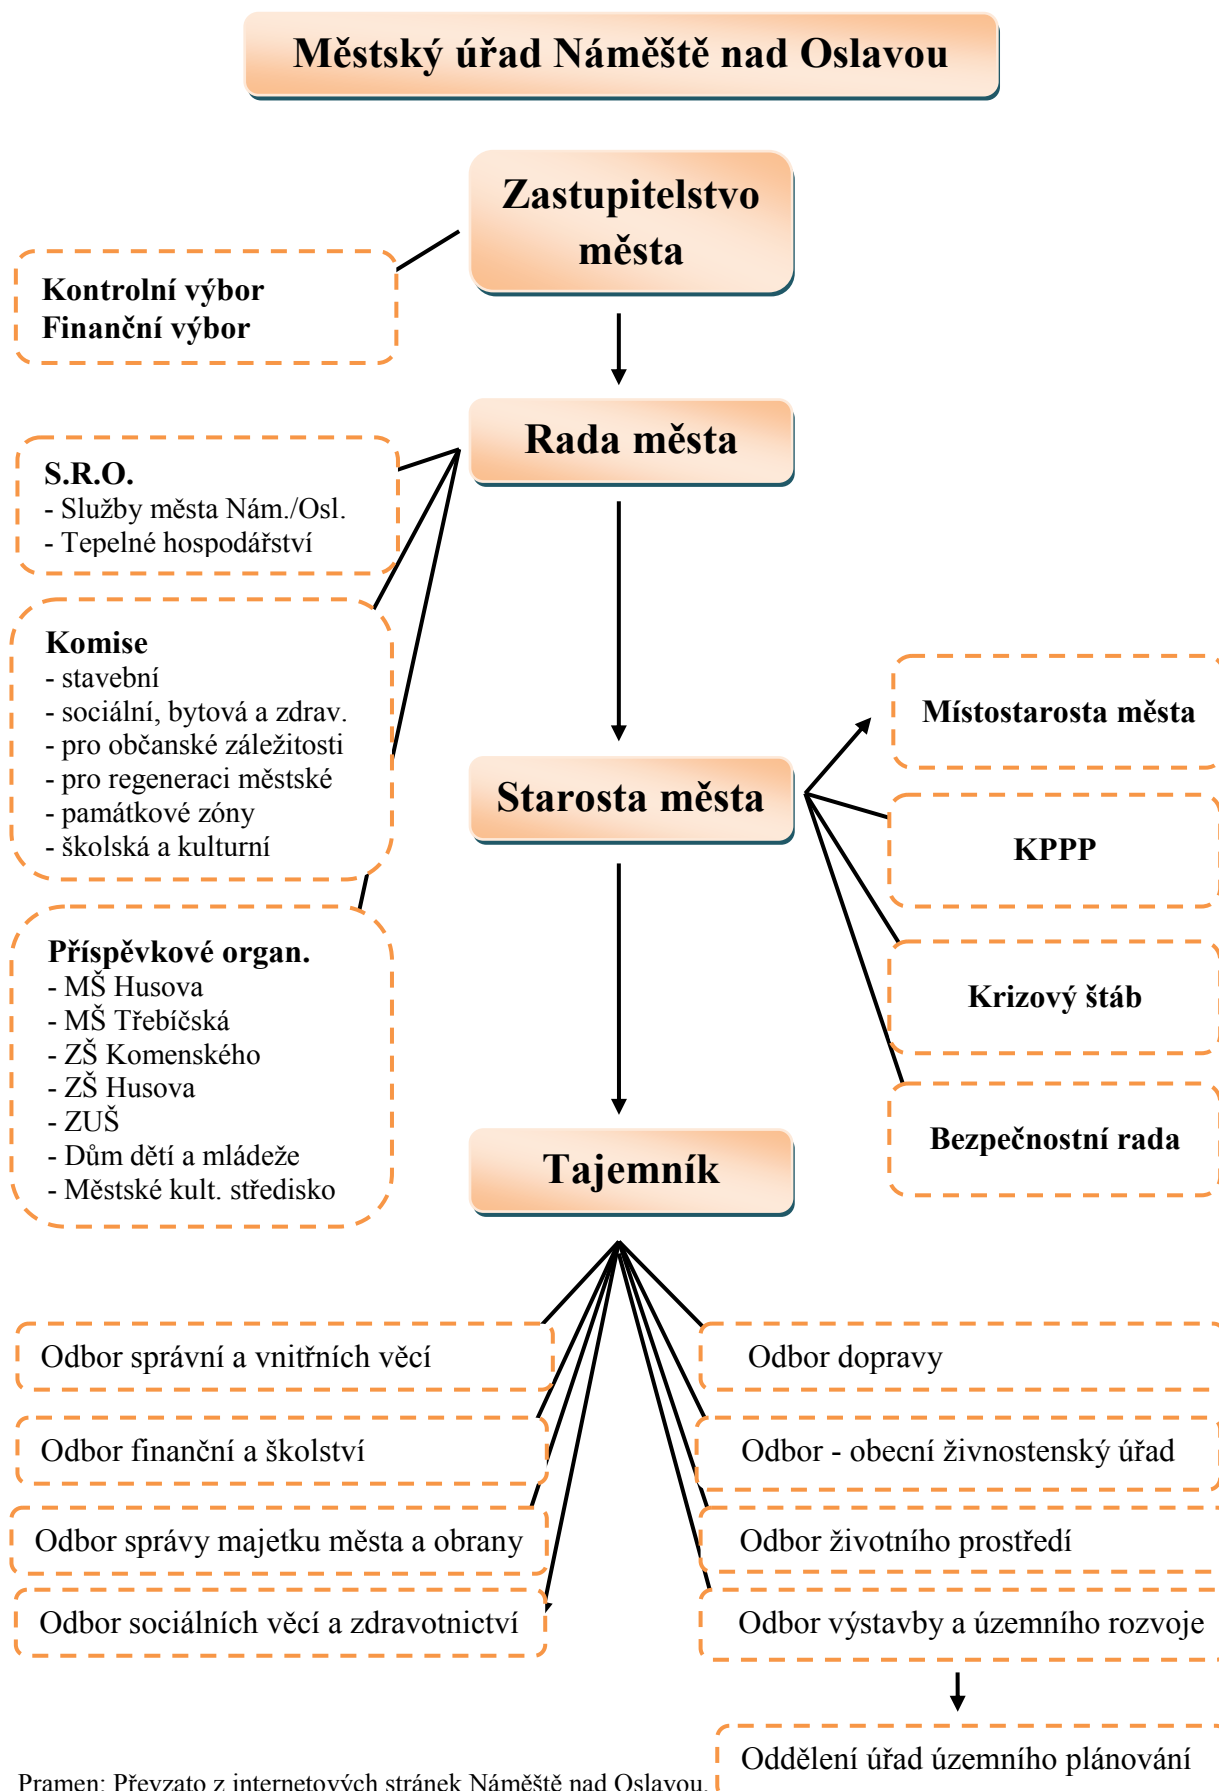 Městský úřad Náměště nad Oslavou
Zastupitelstvo
města
Kontrolní výbor
Finanční výbor
Rada města
S.R.O.
- Služby města Nám./Osl.
- Tepelné hospodářství
Komise
- stavební
- sociální, bytová a zdrav.
- pro občanské záležitosti
- pro regeneraci městské
- památkové zóny
- školská a kulturní
Místostarosta města
Starosta města
KPPP
Příspěvkové organ.
- MŠ Husova
- MŠ Třebíčská
- ZŠ Komenského
- ZŠ Husova
- ZUŠ
- Dům dětí a mládeže
- Městské kult. středisko
Krizový štáb
Bezpečnostní rada
Tajemník
Odbor správní a vnitřních věcí
Odbor dopravy
Odbor finanční a školství
Odbor - obecní živnostenský úřad
Odbor správy majetku města a obrany
Odbor životního prostředí
Odbor sociálních věcí a zdravotnictví
Odbor výstavby a územního rozvoje
Oddělení úřad územního plánování
Pramen: Převzato z internetových stránek Náměště nad Oslavou.